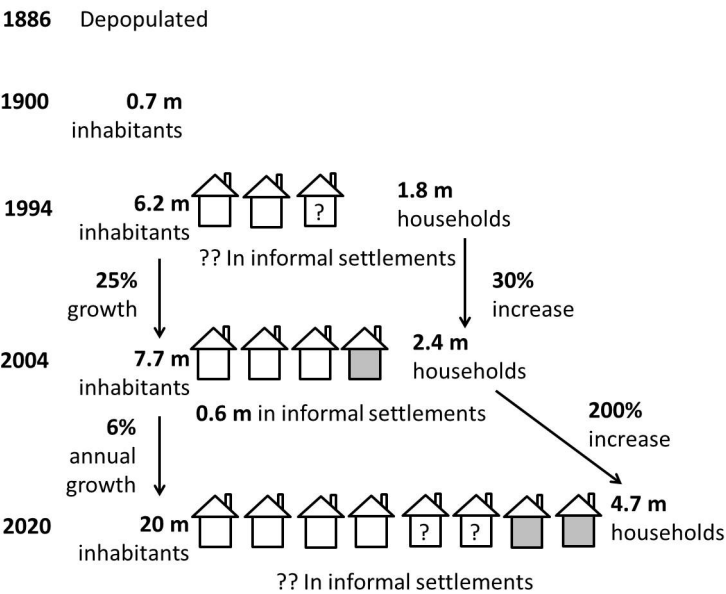 1886 Depopulated
1900 0.7 m
inhabitants
1994 6.2 m
inhabitants
?
1.8 m
households
?? In informal settlements
25%
growth
30%
increase
2004 7.7 m
inhabitants
2.4 m
households
0.6 m in informal settlements
6%
annual
growth
200%
increase
2020 20 m
inhabitants
? ?
4.7 m
households
?? In informal settlements